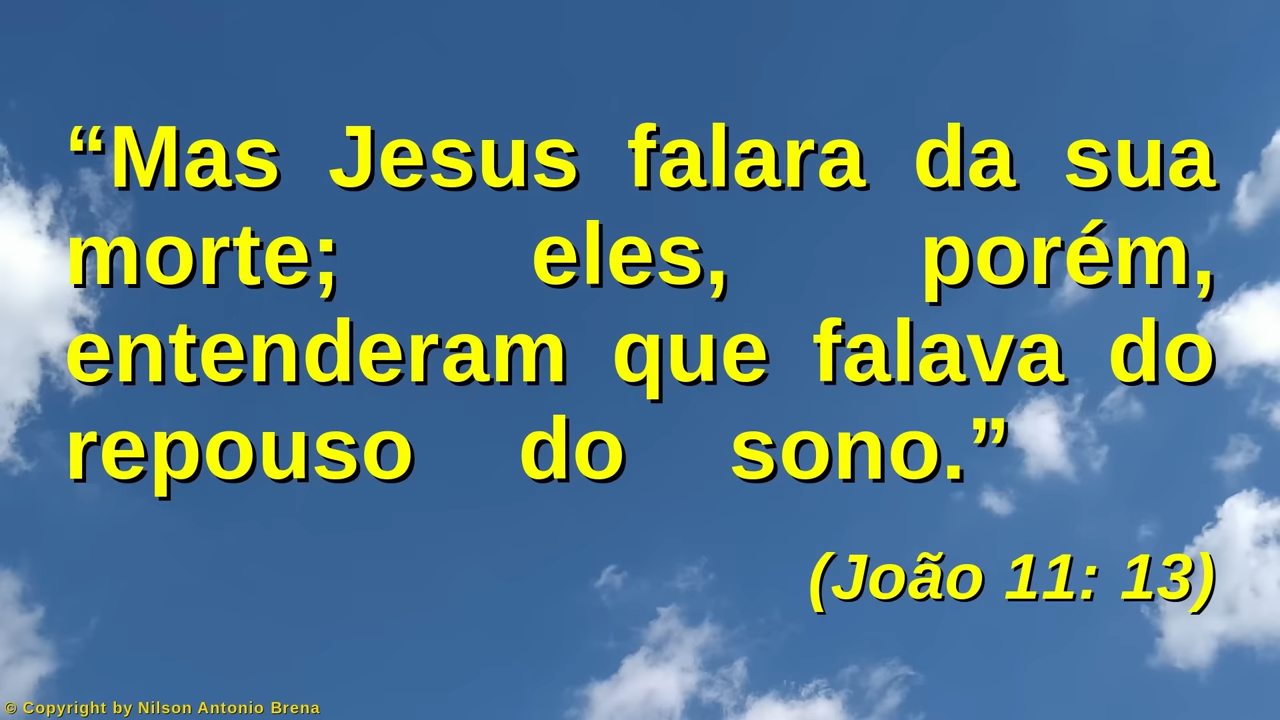 “Mas Jesus falara da sua
morte; eles, porém,
entenderam que falava do
repouso do sono.”
(João 11: 13)
© Copyright by Nilson Antonio Brena